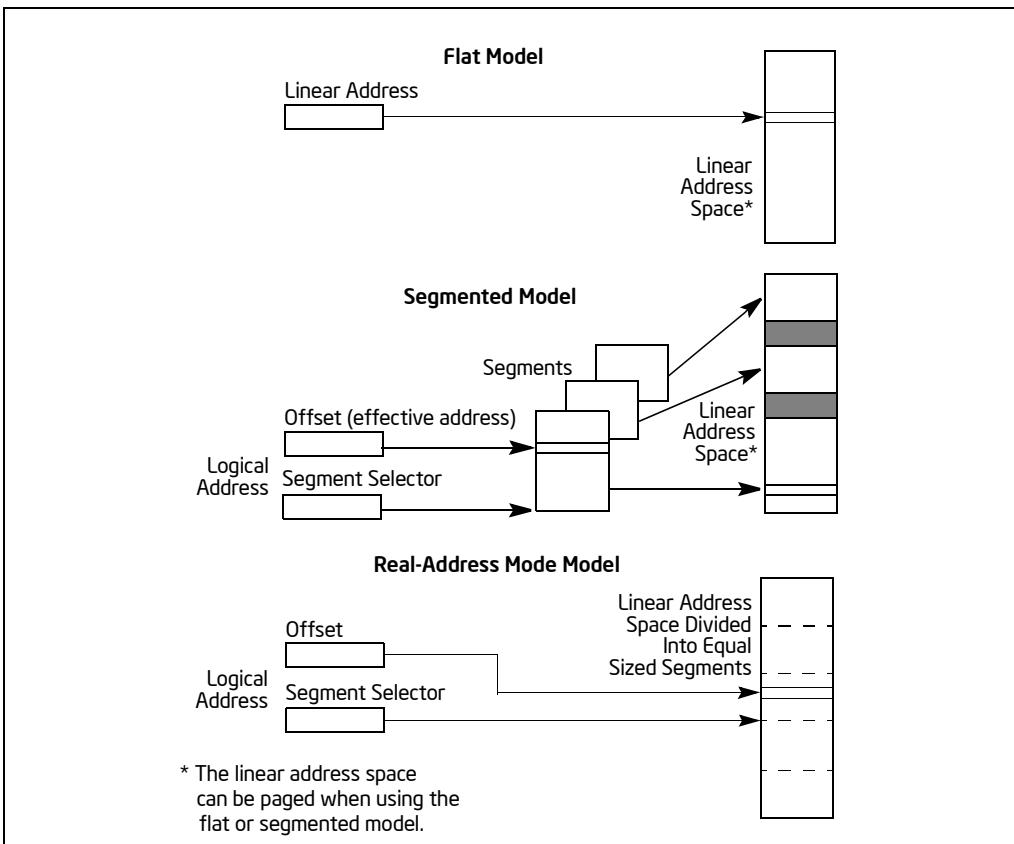 Flat Model
Linear Address
Linear
Address
Space*
Segmented Model
Segments
Offset (effective address)
Logical
Address
Segment Selector
Linear
Address
Space*
Real-Address Mode Model
Linear Address
Space Divided
Into Equal
Sized Segments
Offset
Logical
Address
Segment Selector
* The linear address space
can be paged when using the
flat or segmented model.